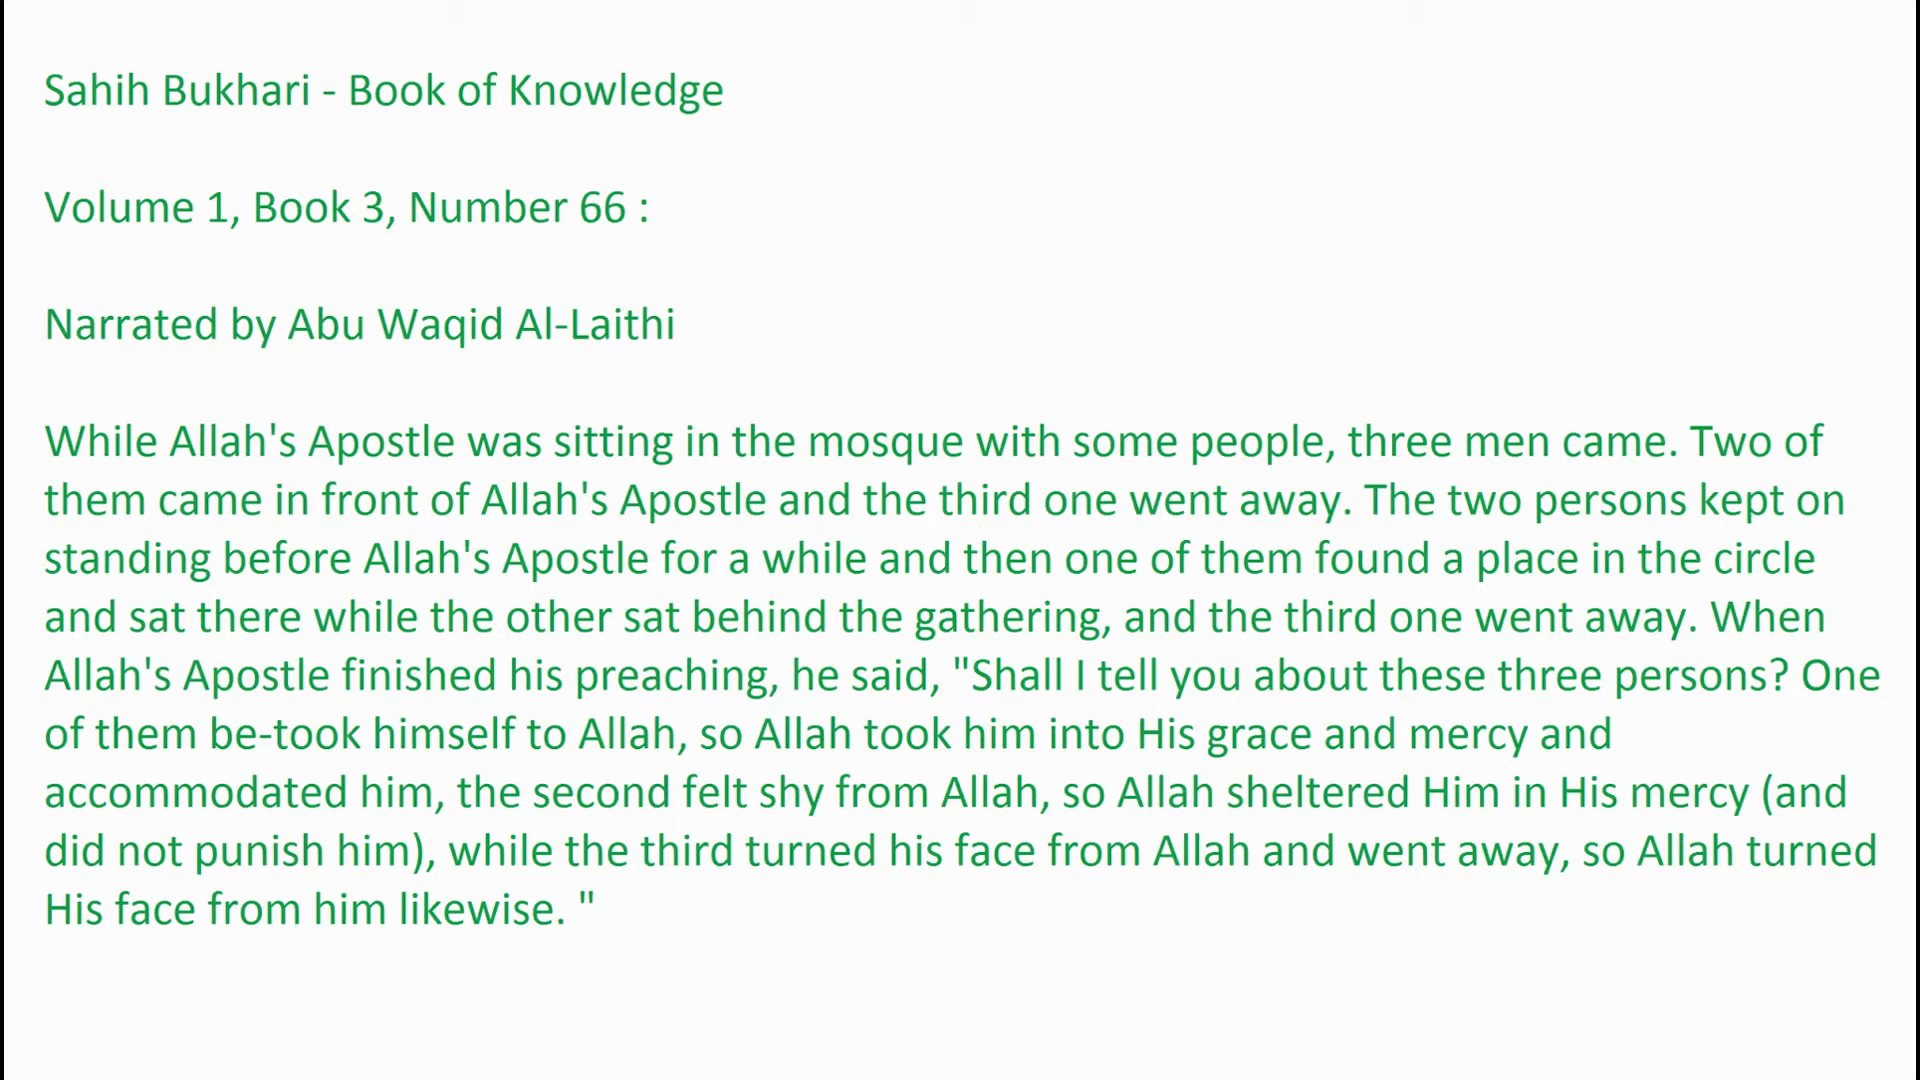 Sahih Bukhari - Book of Knowledge
Volume 1, Book 3, Number 66 :
Narrated by Abu Waqid Al-Laithi
While Allah's Apostle was sitting in the mosque with some people, three men came. Two of
them came in front of Allah's Apostle and the third one went away. The two persons kept on
standing before Allah's Apostle for a while and then one of them found a place in the circle
and sat there while the other sat behind the gathering, and the third one went away. When
Allah's Apostle finished his preaching, he said, "Shall I tell you about these three persons? One
of them be-took himself to Allah, so Allah took him into His grace and mercy and
accommodated him, the second felt shy from Allah, so Allah sheltered Him in His mercy (and
did not punish him), while the third turned his face from Allah and went away, so Allah turned
His face from him likewise. "